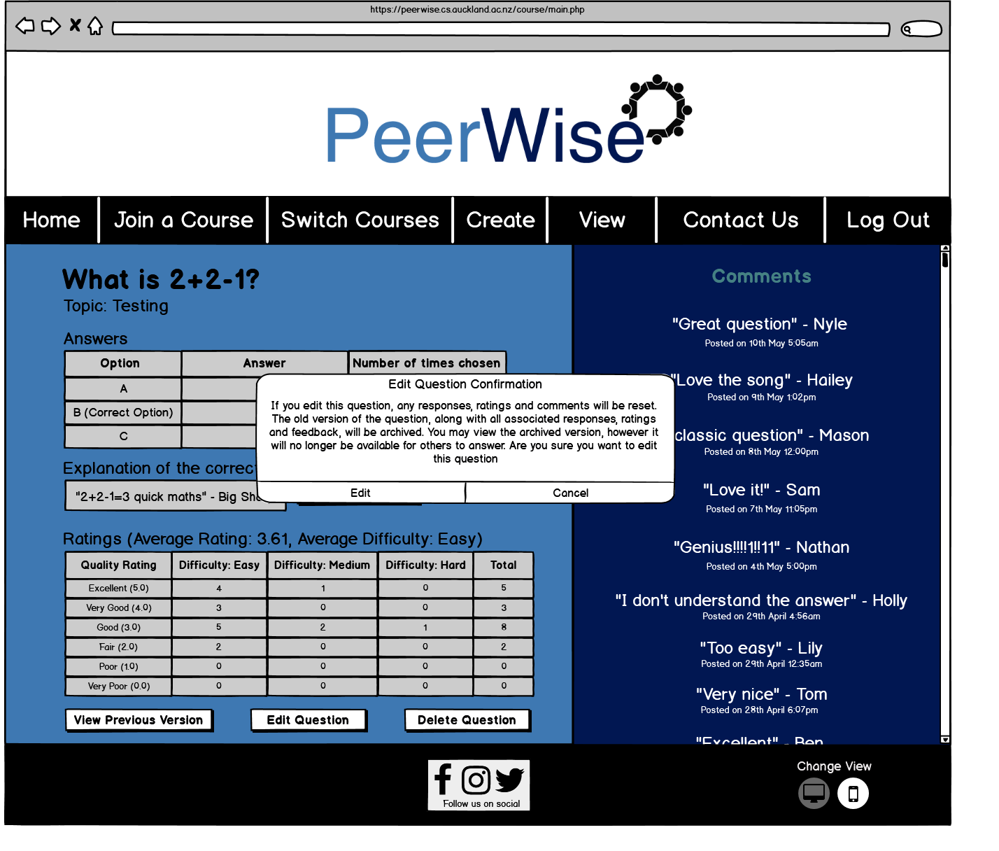 https://peerwise.cs.auckland.ac.nz/course/main.php
PeerWise
Home Join a Course Switch Courses Create View Contact Us Log Out
What is 2+2-1?
Topic: Testing
Answers
Option Answer Number of times chosen
A
B (Correct Option)
C
Explanation of the correct
"2+2-1=3 quick maths" - Big
Edit Question Confirmation
If you edit this question, any responses, ratings and comments will be reset.
The old version of the question, along with all associated responses, ratings
and feedback, will be archived. You may view the archived version, however it
will no longer be available for others to answer. Are you sure you want to edit
this question
Edit Cancel
Ratings (Average Rating: 3.61, Average Difficulty: Easy)
Quality Rating Difficulty: Easy Difficulty: Medium Difficulty: Hard Total
Excellent (5.0) 4 1 0 5
Very Good (4.0) 3 0 0 3
Good (3.0) 5 2 1 8
Fair (2.0) 2 0 0 2
Poor (1.0) 0 0 0 0
Very Poor (0.0) 0 0 0 0
View Previous Version Edit Question Delete Question
Comments
"Great question" - Nyle
Posted on 10th May 5:05am
"Love the song" - Hailey
Posted on 9th May 1:02pm
classic question" - Mason
Posted on 8th May 12:00pm
"Love it!" - Sam
Posted on 7th May 11:05pm
"Genius!!!!1!!11" - Nathan
Posted on 4th May 5:00pm
"I don't understand the answer" - Holly
Posted on 29th April 4:56am
"Too easy" - Lily
Posted on 29th April 12:35am
"Very nice" - Tom
Posted on 28th April 6:07pm
"Excellent" - Ben
Follow us on social
Change View